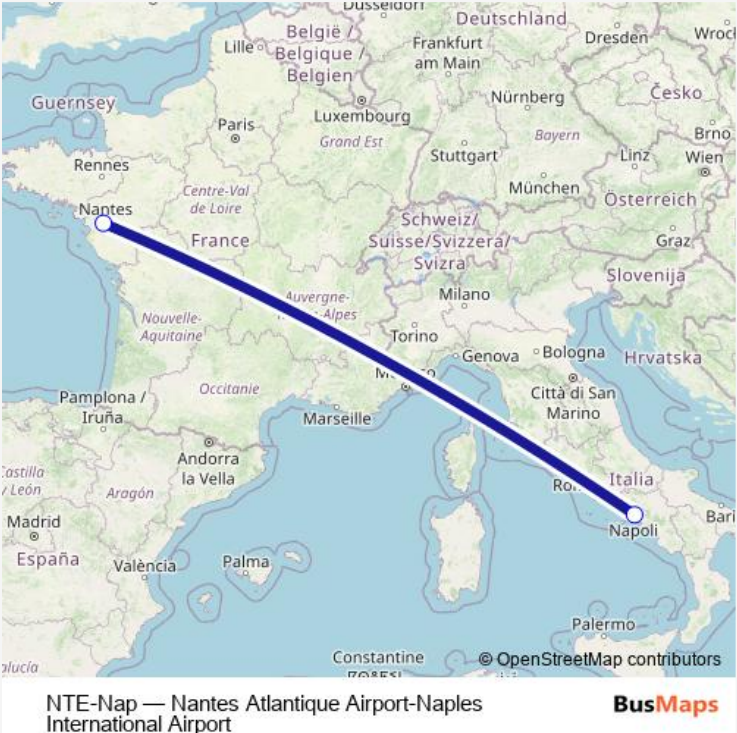 Düsseldorf
Deutschland
België /
Belgique /
Belgien
Lille
Frankfurt
am Main
Dresden
Guernsey
Luxembourg
Nürnberg
Česko
Paris
Grand Est
Bayern
Brno
Rennes
Stuttgart
Linz
Wien
Centre-Val
de Loire
München
Österreich
Nantes
France
Schweiz/
Suisse/Svizzera/
Svizra
Graz
Slovenija
Auvergne-
Milano
Nouvelle-
Aquitaine
Torino
Genova
Bologna
Hrvatska
Occitanie
Pamplona /
Iruña
Marseille
Città di San
Marino
Andorra
la Vella
Aragón
Italia
Madrid
España
Napoli
València
Palma
Palermo
Constantine
© OpenStreetMap contributors
NTE-Nap — Nantes Atlantique Airport-Naples
International Airport
BusMaps